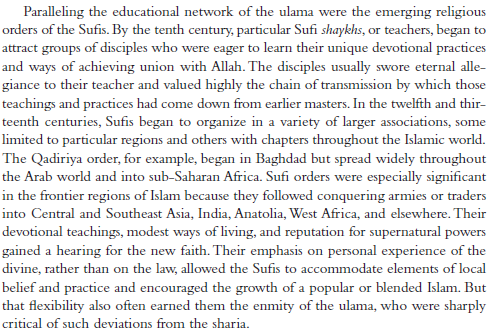 Paralleling the educational network of the ulama were the emerging religious
orders of the Sufis. By the tenth century, particular Sufi shaykhs, or teachers, began to
attract groups of disciples who were eager to learn their unique devotional practices
and ways of achieving union with Allah. The disciples usually swore eternal alle-
giance to their teacher and valued highly the chain of transmission by which those
teachings and practices had come down from earlier masters. In the twelfth and thir-
teenth centuries, Sufis began to organize in a variety of larger associations, some
limited to particular regions and others with chapters throughout the Islamic world.
The Qadiriya order, for example, began in Baghdad but spread widely throughout
the Arab world and into sub-Saharan Africa. Sufi orders were especially significant
in the frontier regions of Islam because they followed conquering armies or traders
into Central and Southeast Asia, India, Anatolia, West Africa, and elsewhere. Their
devotional teachings, modest ways of living, and reputation for supernatural powers
gained a hearing for the new faith. Their emphasis on personal experience of the
divine, rather than on the law, allowed the Sufis to accommodate elements of local
belief and practice and encouraged the growth of a popular or blended Islam. But
that flexibility also often earned them the enmity of the ulama, who were sharply
critical of such deviations from the sharia.